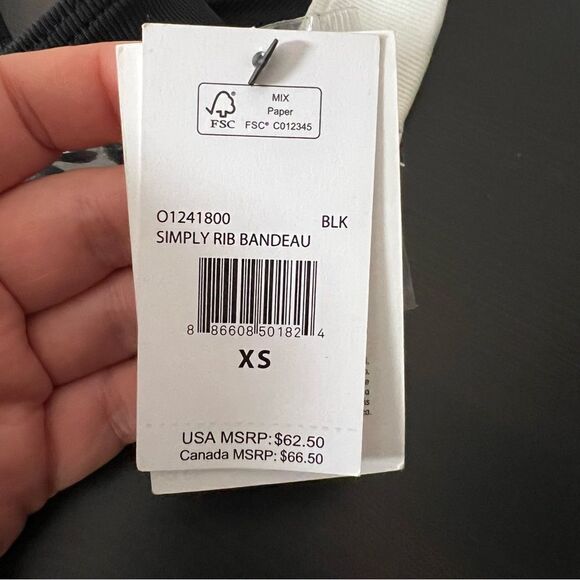 MIX
Paper
FSC FSC® C012345
O1241800 BLK
SIMPLY RIB BANDEAU
8 86608 50182 4
XS
USA MSRP: $62.50
Canada MSRP: $66.50